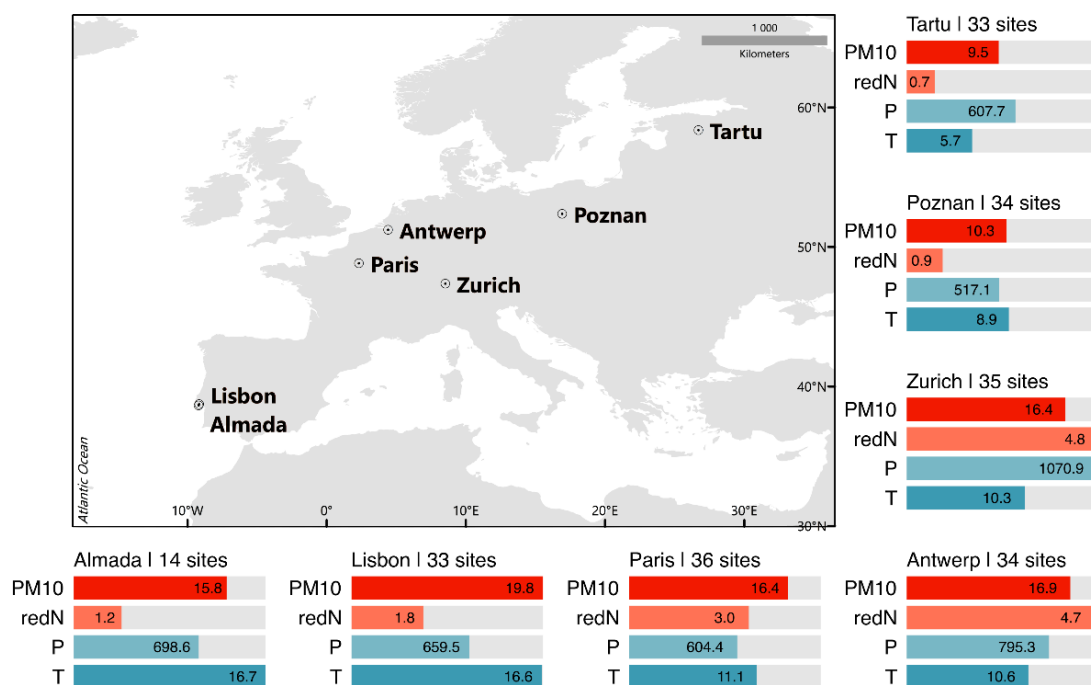 1 000
Kilometers
60°N
50°N
40°N
30°N
10°W
0°
10°E
20°E
30°E
Atlantic Ocean
Tartu
Poznan
Antwerp
Paris
Zurich
Lisbon
Almada
Tartu | 33 sites
PM10 9.5
redN 0.7
P 607.7
T 5.7
Poznan | 34 sites
PM10 10.3
redN 0.9
P 517.1
T 8.9
Zurich | 35 sites
PM10 16.4
redN 4.8
P 1070.9
T 10.3
Almada | 14 sites
PM10 15.8
redN 1.2
P 698.6
T 16.7
Lisbon | 33 sites
PM10 19.8
redN 1.8
P 659.5
T 16.6
Paris | 36 sites
PM10 16.4
redN 3.0
P 604.4
T 11.1
Antwerp | 34 sites
PM10 16.9
redN 4.7
P 795.3
T 10.6